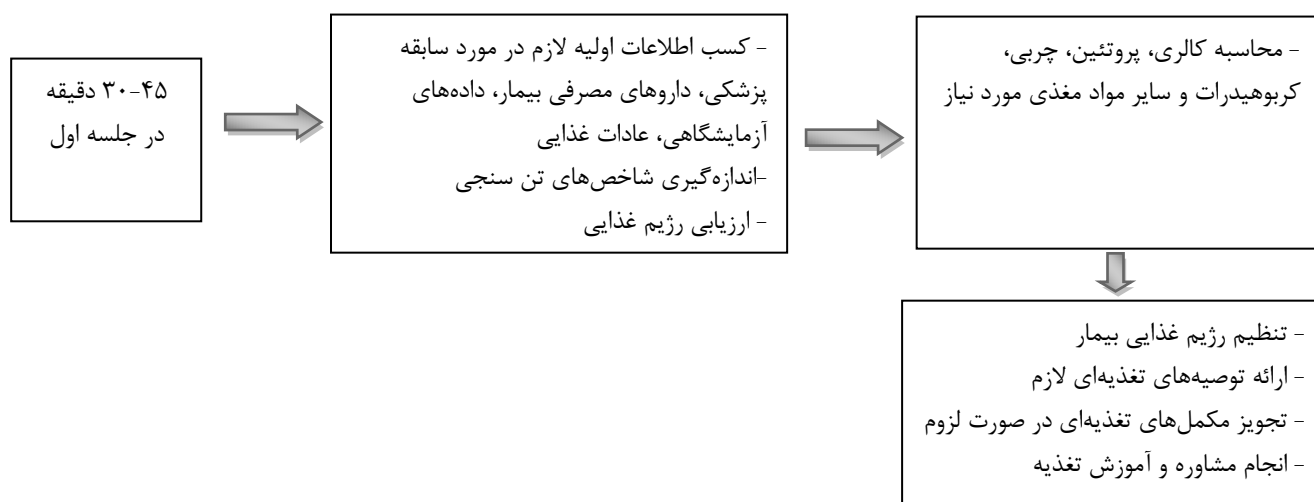 ۳۰-۴۵ دقیقه
در جلسه اول
- کسب اطلاعات اولیه لازم در مورد سابقه
پزشکی، داروهای مصرفی بیمار، داده‌های
آزمایشگاهی، عادات غذایی
-اندازه‌گیری شاخص‌های تن سنجی
- ارزیابی رژیم غذایی
- محاسبه کالری، پروتئین، چربی،
کربوهیدرات و سایر مواد مغذی مورد نیاز
- تنظیم رژیم غذایی بیمار
- ارائه توصیه‌های تغذیه‌ای لازم
- تجویز مکمل‌های تغذیه‌ای در صورت لزوم
- انجام مشاوره و آموزش تغذیه